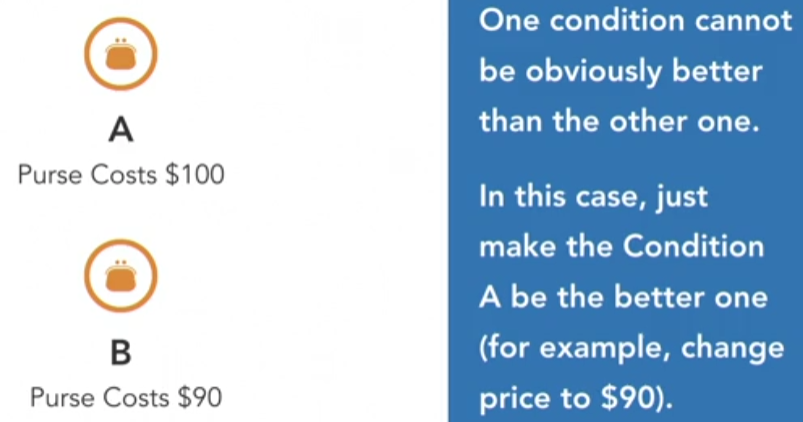 A
Purse Costs $100
B
Purse Costs $90
One condition cannot
be obviously better
than the other one.
In this case, just
make the Condition
A be the better one
(for example, change
price to $90).